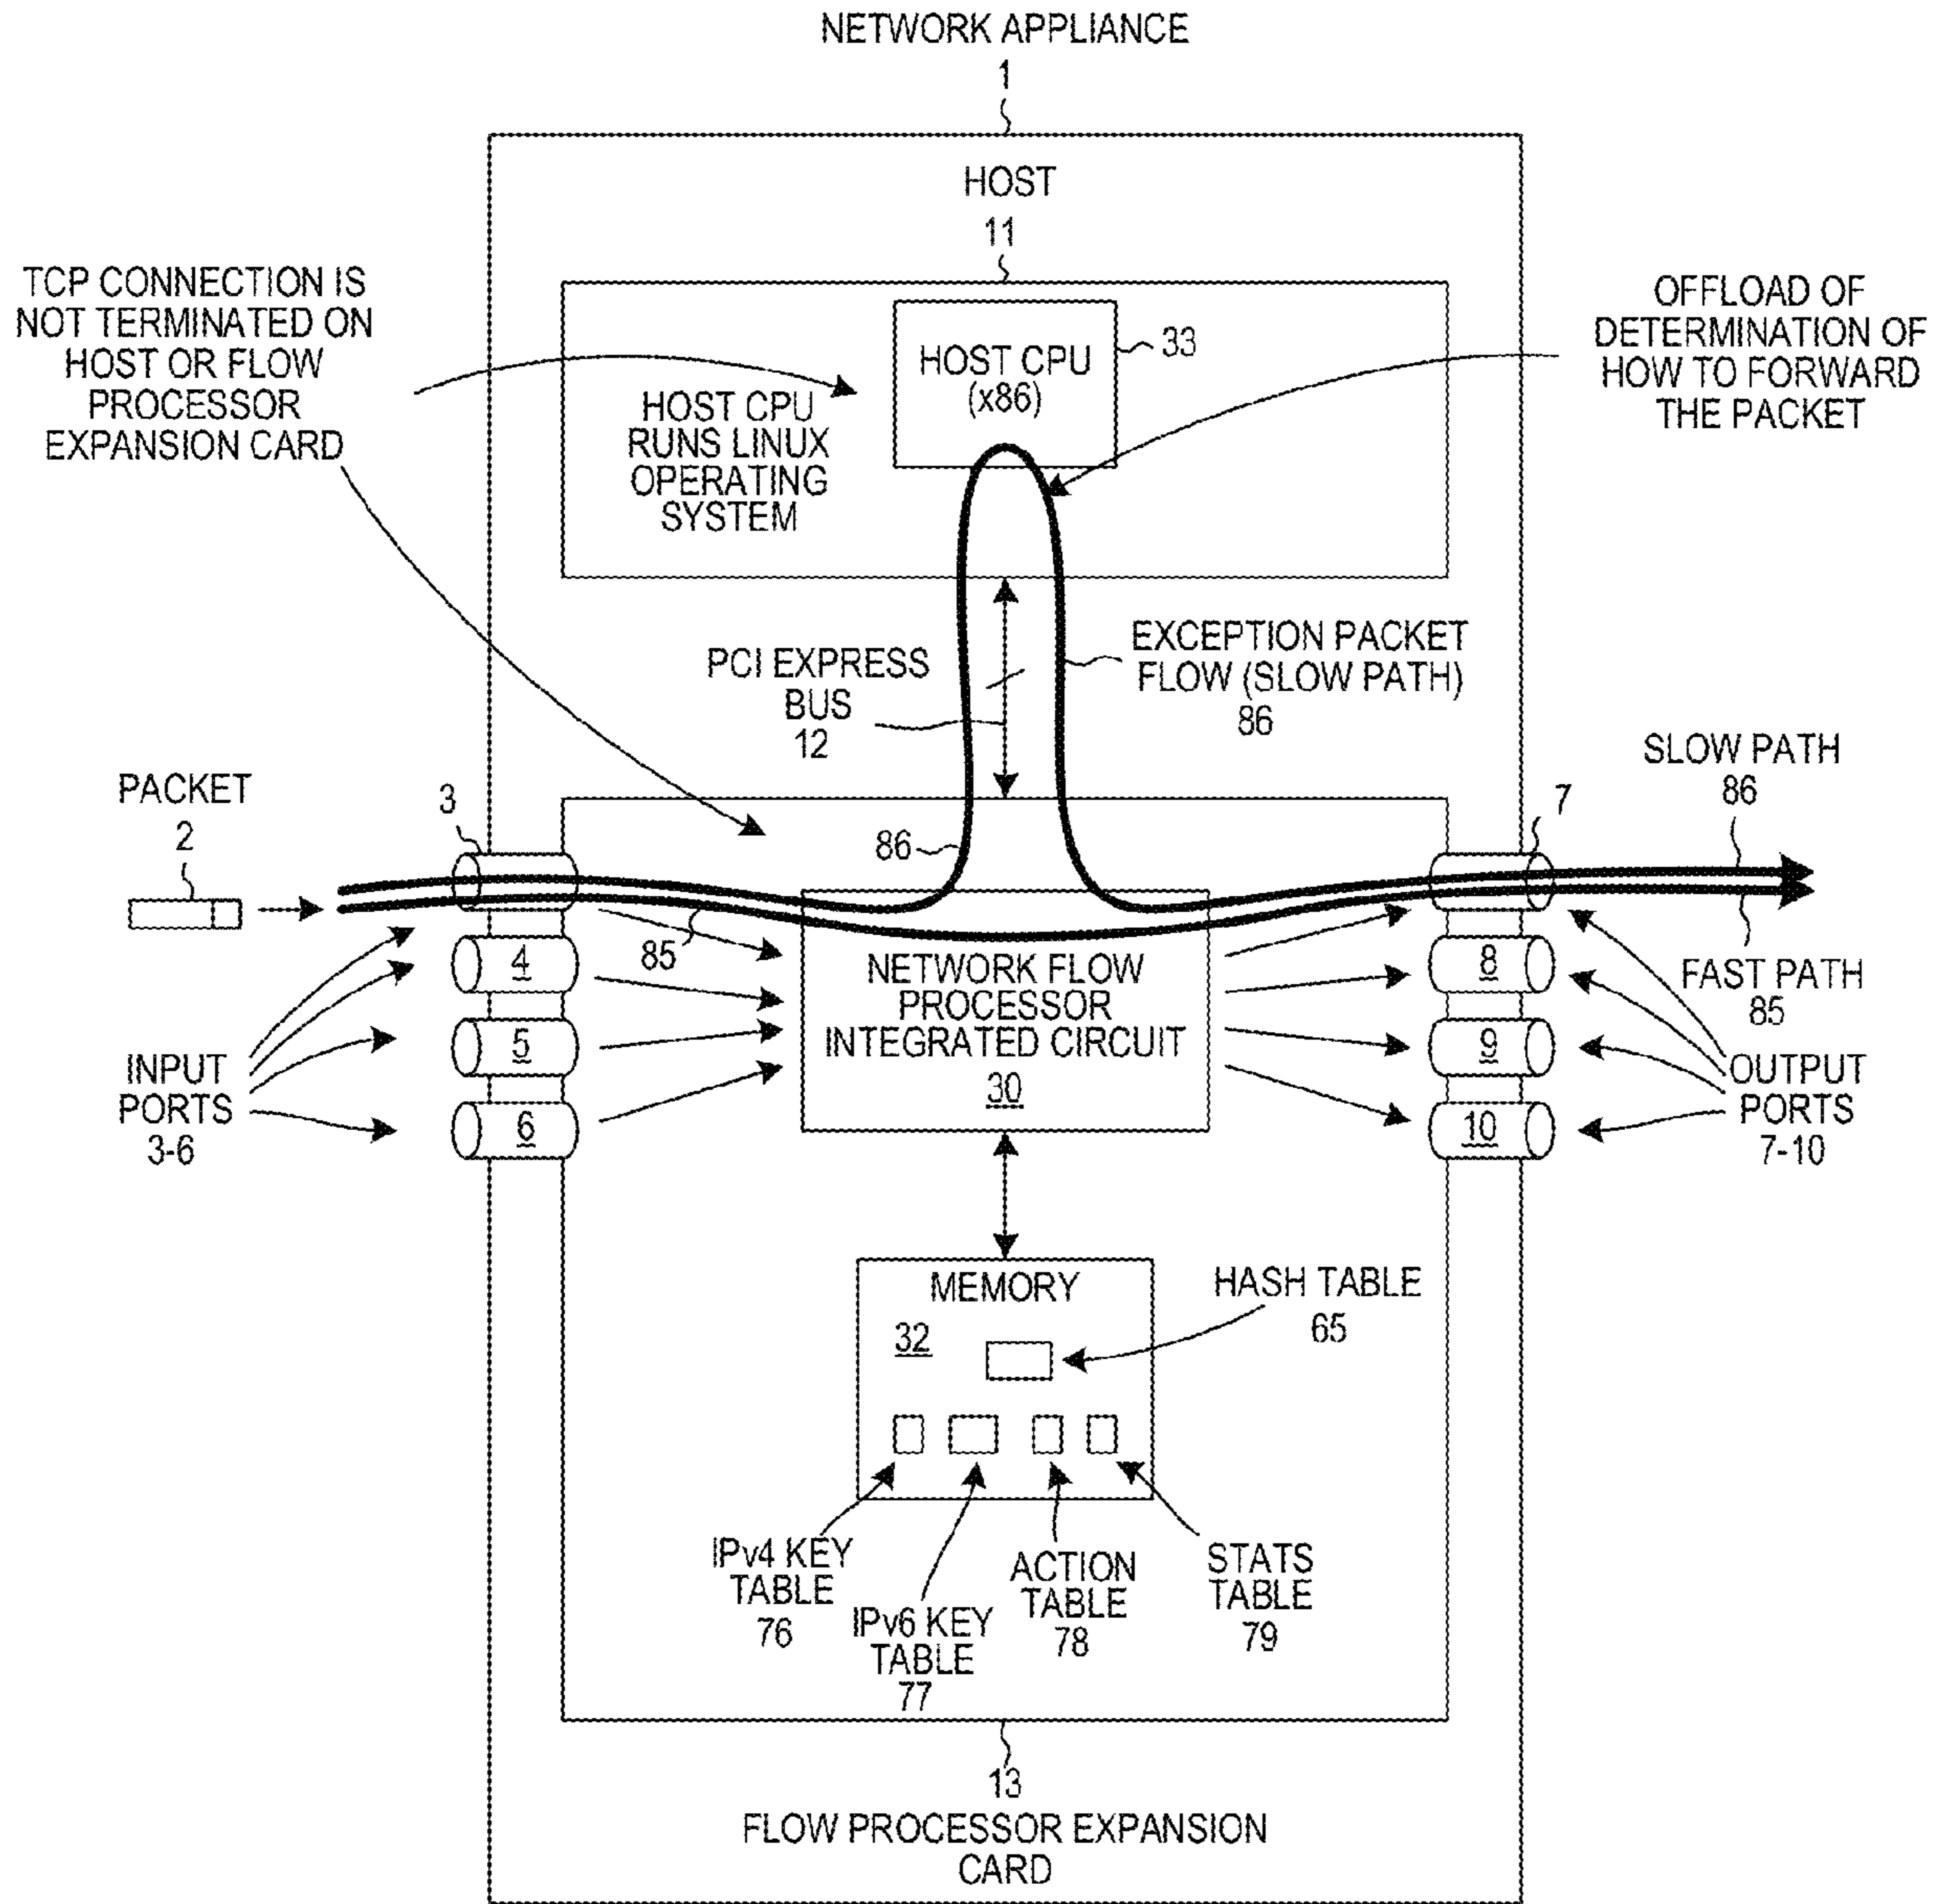 NETWORK APPLIANCE
1
HOST
11
TCP CONNECTION IS
NOT TERMINATED ON
HOST OR FLOW
PROCESSOR
EXPANSION CARD
HOST CPU
(x86)
33
HOST CPU
RUNS LINUX
OPERATING
SYSTEM
OFFLOAD OF
DETERMINATION OF
HOW TO FORWARD
THE PACKET
PCI EXPRESS
BUS
12
EXCEPTION PACKET
FLOW (SLOW PATH)
86
SLOW PATH
86
PACKET
2
3
86
7
85
4
5
6
INPUT
PORTS
3-6
NETWORK FLOW
PROCESSOR
INTEGRATED CIRCUIT
30
8
9
10
FAST PATH
85
OUTPUT
PORTS
7-10
MEMORY
32
HASH TABLE
65
IPv4 KEY
TABLE
76
IPv6 KEY
TABLE
77
ACTION
TABLE
78
STATS
TABLE
79
13
FLOW PROCESSOR EXPANSION
CARD